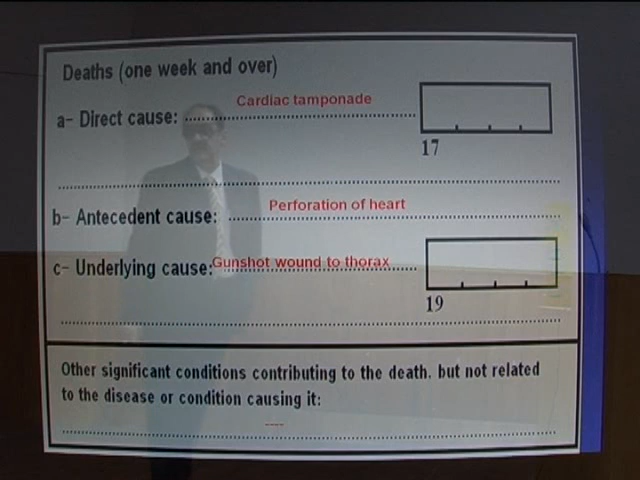 Deaths (one week and over)
a- Direct cause: Cardiac tamponade
17
b- Antecedent cause: Perforation of heart
c- Underlying cause: Gunshot wound to thorax
19
Other significant conditions contributing to the death. but not related
to the disease or condition causing it:
----